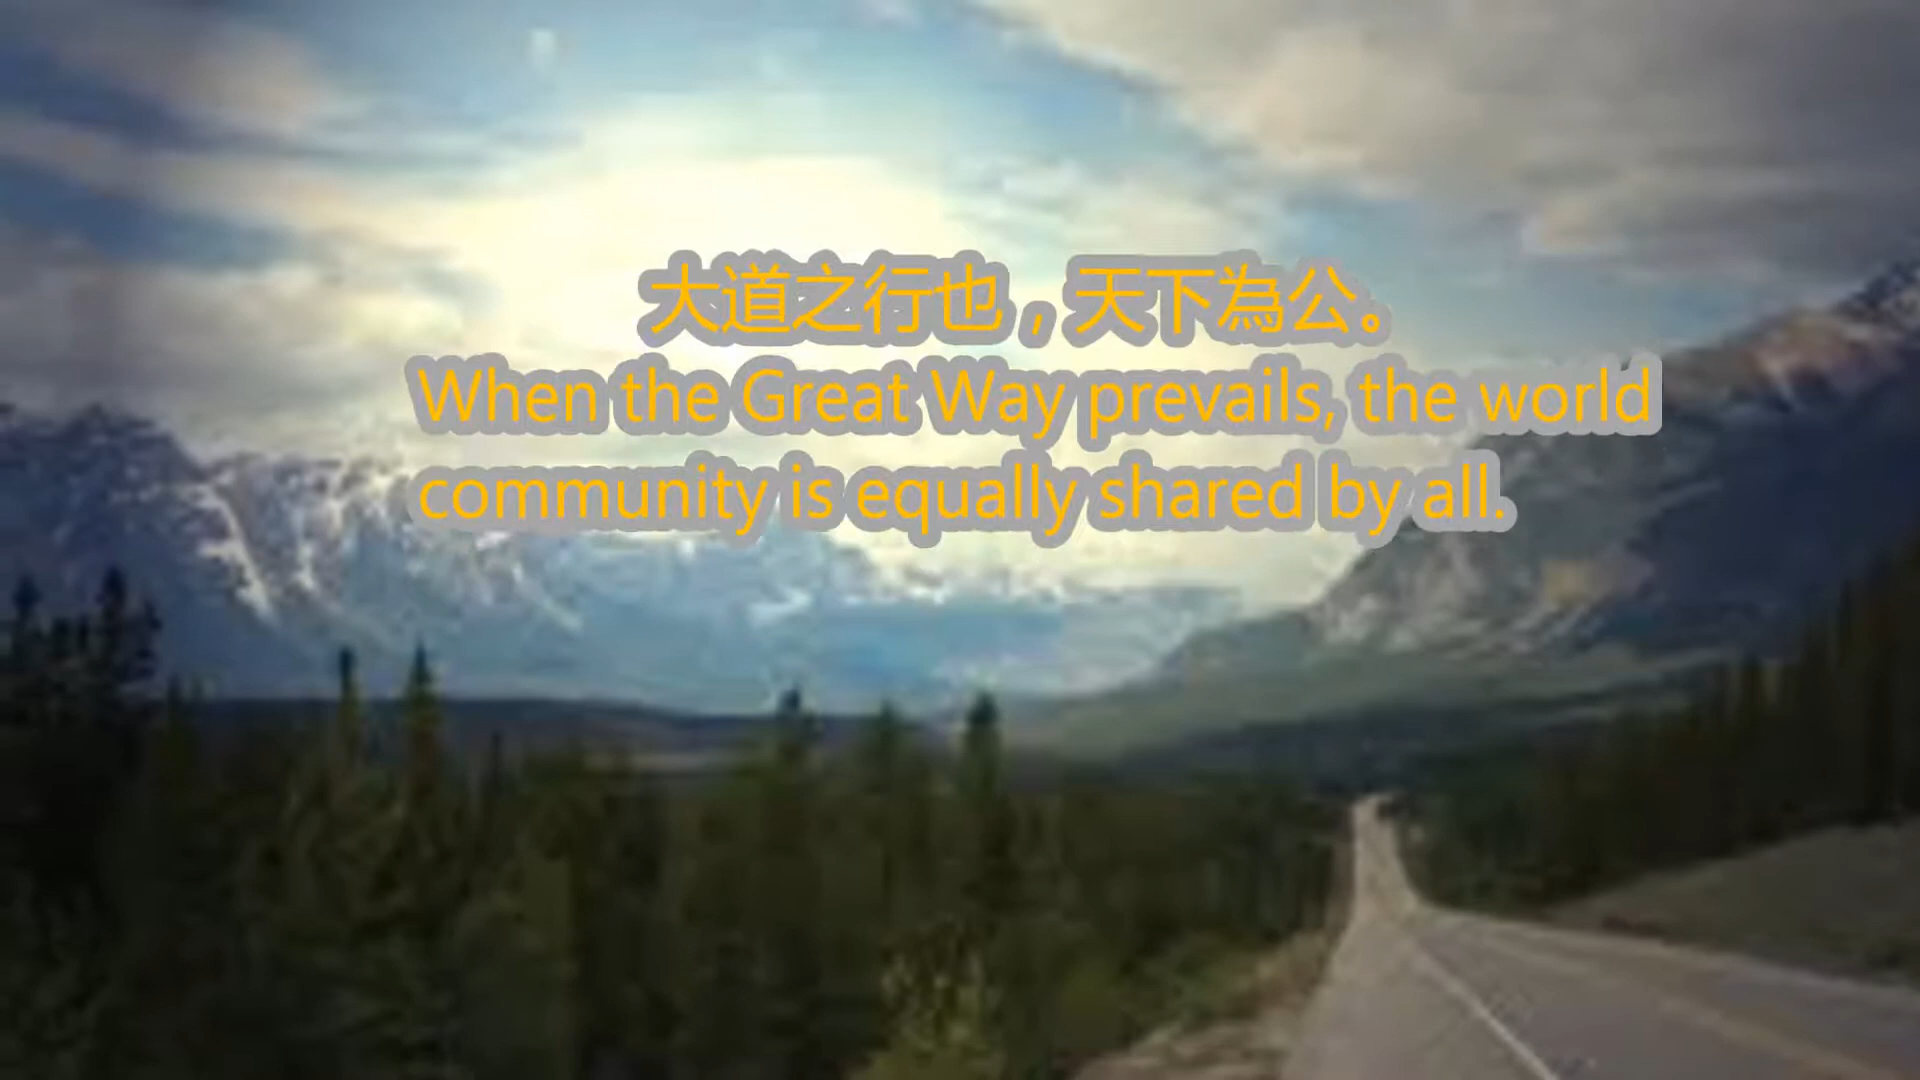 大道之行也，天下為公。
When the Great Way prevails, the world
community is equally shared by all.